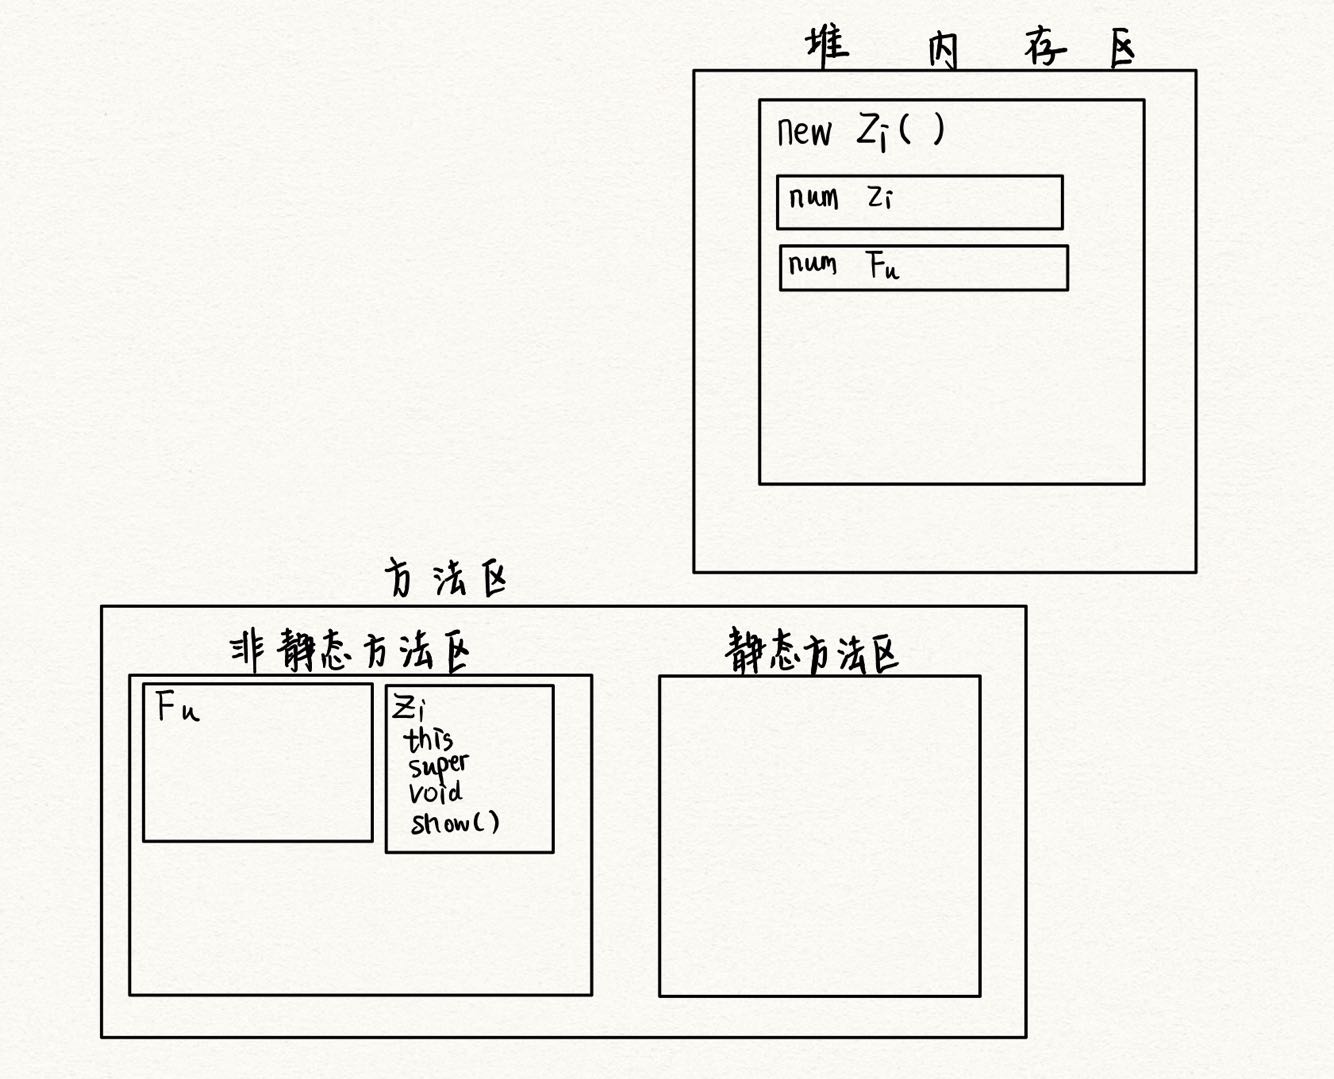 堆 内 存 区
new Zi( )
num Zi
num Fu
方法区
非静态方法区
Fu
Zi
this
super
void
show()
静态方法区